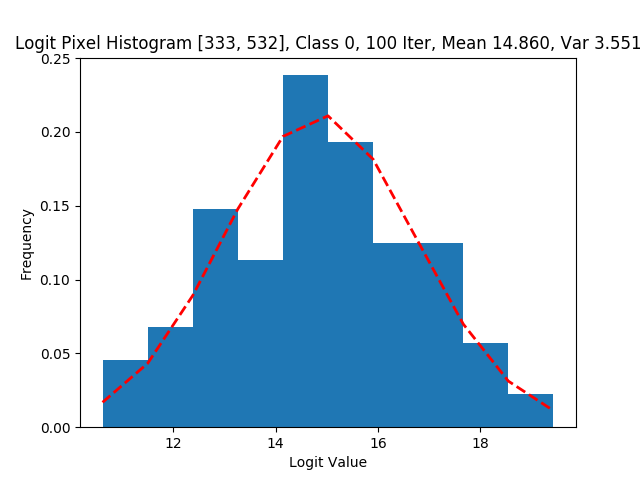 Logit Pixel Histogram [333, 532], Class 0, 100 Iter, Mean 14.860, Var 3.551
0.25
0.20
0.15
0.10
0.05
0.00
Frequency
12 14 16 18
Logit Value